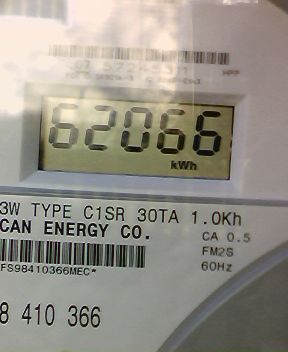 62066
kWh
3W TYPE C1SR 30TA 1.0Kh
CAN ENERGY CO.
CA 0.5
FM2S
60Hz
FS98410366MEC*
8 410 366